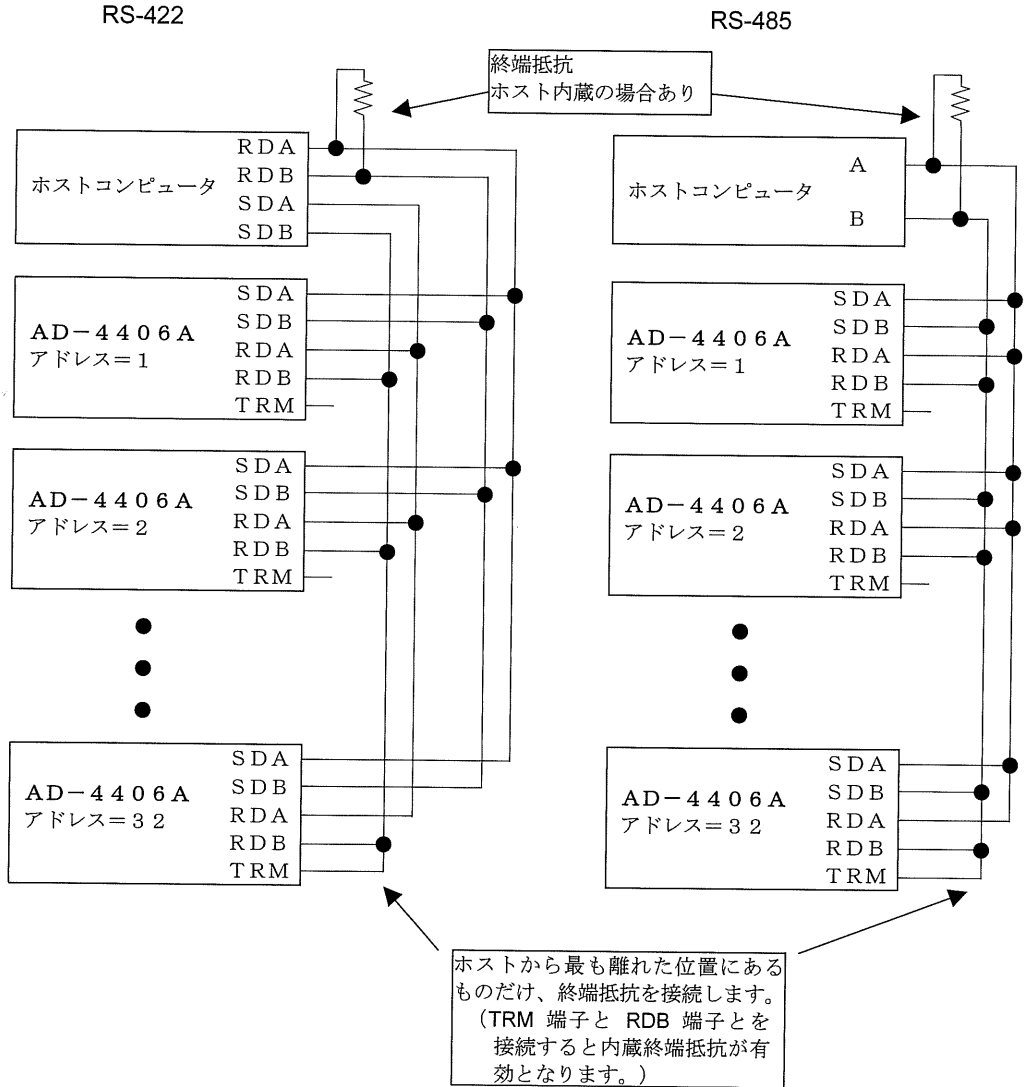 RS-422
RS-485
終端抵抗
ホスト内蔵の場合あり
ホストコンピュータ
RDA
RDB
SDA
SDB
AD-4406A
アドレス=1
SDA
SDB
RDA
RDB
TRM
AD-4406A
アドレス=2
SDA
SDB
RDA
RDB
TRM
AD-4406A
アドレス=32
SDA
SDB
RDA
RDB
TRM
ホストコンピュータ
A
B
AD-4406A
アドレス=1
SDA
SDB
RDA
RDB
TRM
AD-4406A
アドレス=2
SDA
SDB
RDA
RDB
TRM
AD-4406A
アドレス=32
SDA
SDB
RDA
RDB
TRM
ホストから最も離れた位置にある
ものだけ、終端抵抗を接続します。
(TRM 端子と RDB 端子とを
接続すると内蔵終端抵抗が有
効となります。)